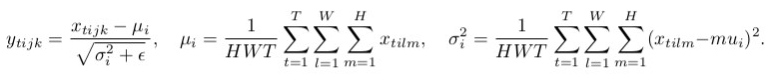 $y_{tijk} = \frac{x_{tijk} - \mu_i}{\sqrt{\sigma_i^2 + \epsilon}}, \quad \mu_i = \frac{1}{HWT} \sum_{t=1}^{T} \sum_{l=1}^{W} \sum_{m=1}^{H} x_{tilm}, \quad \sigma_i^2 = \frac{1}{HWT} \sum_{t=1}^{T} \sum_{l=1}^{W} \sum_{m=1}^{H} (x_{tilm} - mu_i)^2.$